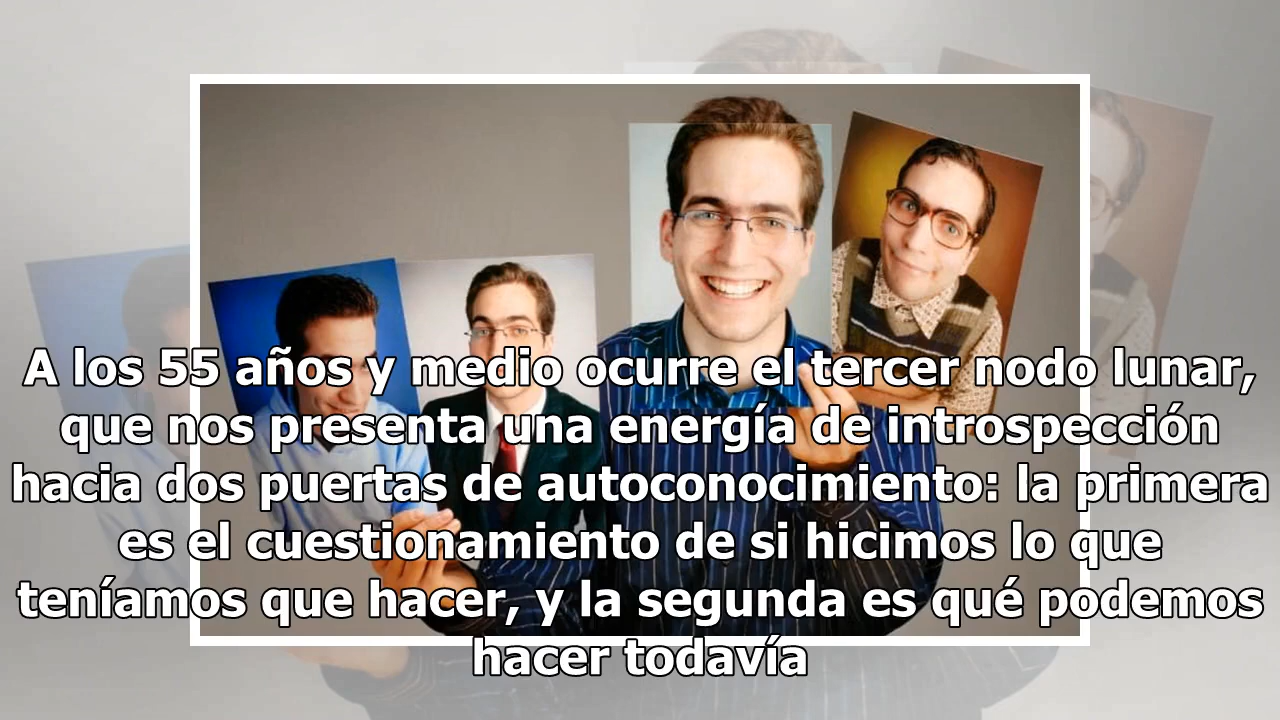 A los 55 años y medio ocurre el tercer nodo lunar,
que nos presenta una energía de introspección
hacia dos puertas de autoconocimiento: la primera
es el cuestionamiento de si hicimos lo que
teníamos que hacer, y la segunda es qué podemos
hacer todavía